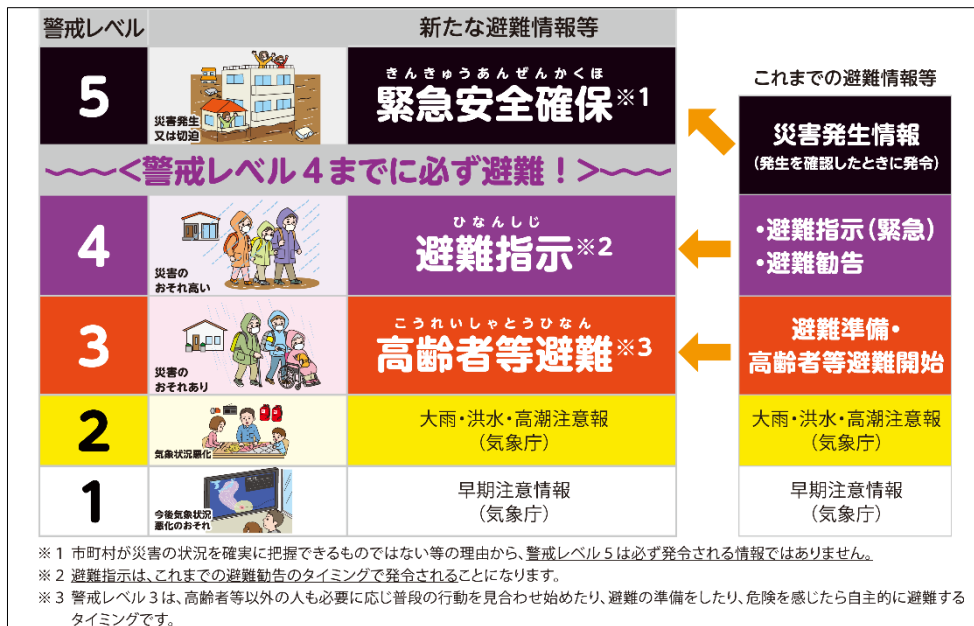 警戒レベル
新たな避難情報等
5
災害発生
又は切迫
きんきゅうあんぜんかくほ
緊急安全確保※1
〜〜〜<警戒レベル4までに必ず避難!>〜〜〜
4
災害の
おそれ高い
ひなんしじ
避難指示※2
3
災害の
おそれあり
こうれいしゃとうひなん
高齢者等避難※3
2
気象状況悪化
大雨・洪水・高潮注意報
(気象庁)
1
今後気象状況
悪化のおそれ
早期注意情報
(気象庁)
これまでの避難情報等
災害発生情報
(発生を確認したときに発令)
・避難指示(緊急)
・避難勧告
避難準備・
高齢者等避難開始
大雨・洪水・高潮注意報
(気象庁)
早期注意情報
(気象庁)
※1 市町村が災害の状況を確実に把握できるものではない等の理由から、警戒レベル5は必ず発令される情報ではありません。
※2 避難指示は、これまでの避難勧告のタイミングで発令されることになります。
※3 警戒レベル3は、高齢者等以外の人も必要に応じ普段の行動を見合わせ始めたり、避難の準備をしたり、危険を感じたら自主的に避難する
タイミングです。